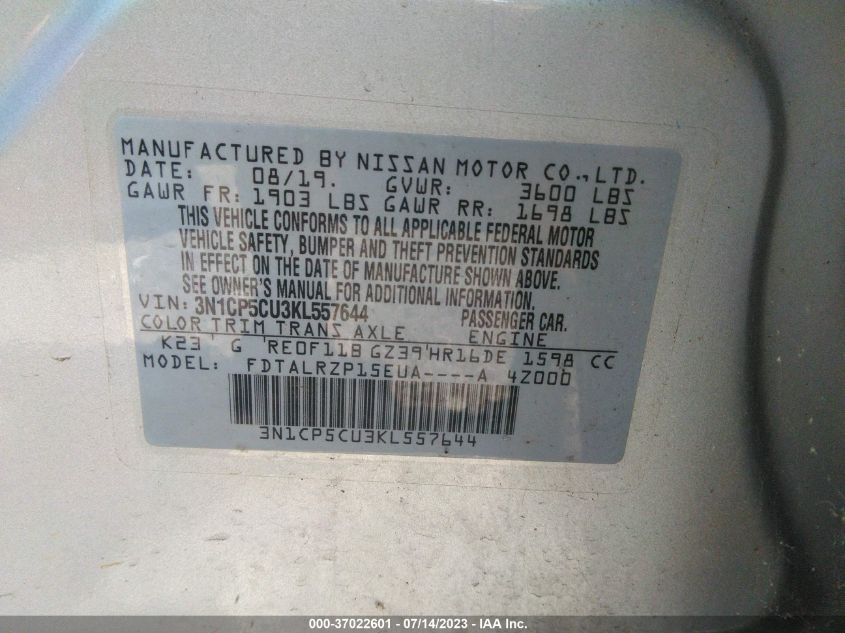 MANUFACTURED BY NISSAN MOTOR CO.,LTD.
DATE: 08/19. GVWR: 3600 LBS
GAWR FR: 1903 LBS GAWR RR: 1698 LBS
THIS VEHICLE CONFORMS TO ALL APPLICABLE FEDERAL MOTOR
VEHICLE SAFETY, BUMPER AND THEFT PREVENTION STANDARDS
IN EFFECT ON THE DATE OF MANUFACTURE SHOWN ABOVE.
SEE OWNER'S MANUAL FOR ADDITIONAL INFORMATION.
VIN: 3N1CP5CU3KL557644 PASSENGER CAR.
COLOR TRIM TRANS AXLE ENGINE
K23 ' G 'RE0F11B GZ39'HR16DE 1598 CC
MODEL: FDTALRZP15EUA----A 4Z00D
3N1CP5CU3KL557644
000-37022601 - 07/14/2023 - IAA Inc.